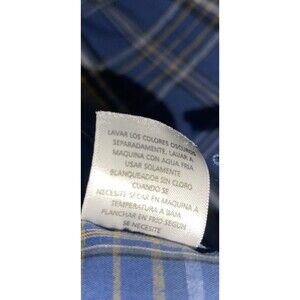 LAVAR LOS COLORES OSCUROS
SEPARADAMENTE. LAVAR A
MAQUINA CON AGUA FRIA
USAR SOLAMENTE
BLANQUEADOR SIN CLORO
CUANDO SE
NECESITE SECAR EN MAQUINA A
TEMPERATURA A BAJA
PLANCHAR EN FRIO SEGUN
SE NECESITE